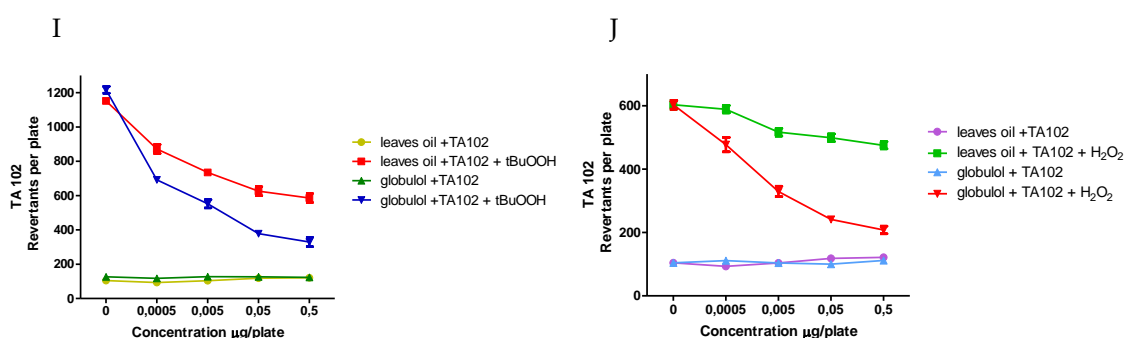 I
TA 102
Revertants per plate
1200
1000
800
600
400
200
0
0 0,0005 0,005 0,05 0,5
Concentration µg/plate
leaves oil +TA102
leaves oil +TA102 + tBuOOH
globulol +TA102
globulol +TA102 + tBuOOH
J
TA 102
Revertants per plate
600
400
200
0
0 0,0005 0,005 0,05 0,5
Concentration µg/plate
leaves oil +TA102
leaves oil + TA102 + H₂O₂
globulol + TA102
globulol + TA102 + H₂O₂